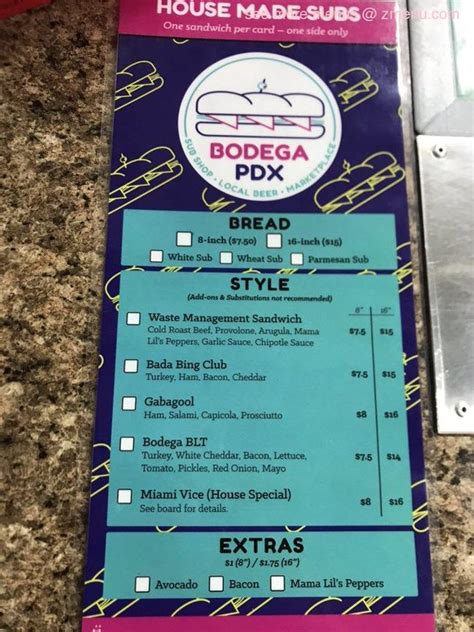 HOUSE MADE SUBS
@ zmenu.com
One sandwich per card — one side only
BODEGA
PDX
SUB SHOP • LOCAL BEER • MARKETPLACE
BREAD
8-inch ($7.50) 16-inch ($15)
White Sub Wheat Sub Parmesan Sub
STYLE
(Add-ons & Substitutions not recommended)
8" 16"
Waste Management Sandwich
Cold Roast Beef, Provolone, Arugula, Mama $7.5 $15
Lil's Peppers, Garlic Sauce, Chipotle Sauce
Bada Bing Club
Turkey, Ham, Bacon, Cheddar $7.5 $15
Gabagool
Ham, Salami, Capicola, Prosciutto $8 $16
Bodega BLT
Turkey, White Cheddar, Bacon, Lettuce, $7.5 $14
Tomato, Pickles, Red Onion, Mayo
Miami Vice (House Special)
See board for details. $8 $16
EXTRAS
$1 (8") / $1.75 (16")
Avocado Bacon Mama Lil's Peppers